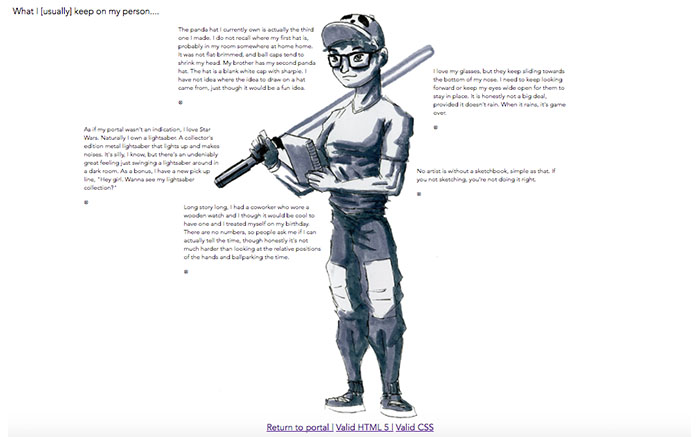 What I [usually] keep on my person....
The panda hat I currently own is actually the third
one I made. I do not recall where my first hat is,
probably in my room somewhere at home home.
It was not flat brimmed, and ball caps tend to
shrink my head. My brother has my second panda
hat. The hat is a blank white cap with sharpie. I
have not idea where the idea to draw on a hat
came from, just though it would be a fun idea.
I love my glasses, but they keep sliding towards
the bottom of my nose. I need to keep looking
forward or keep my eyes wide open for them to
stay in place. It is honestly not a big deal,
provided it doesn't rain. When it rains, it's game
over.
As if my portal wasn't an indication, I love Star
Wars. Naturally I own a lightsaber. A collector's
edition metal lightsaber that lights up and makes
noises. It's silly, I know, but there's an undeniably
great feeling just swinging a lightsaber around in
a dark room. As a bonus, I have a new pick up
line, "Hey girl. Wanna see my lightsaber
collection?"
No artist is without a sketchbook, simple as that. If
you not sketching, you're not doing it right.
Long story long, I had a coworker who wore a
wooden watch and I though it would be cool to
have one and I treated myself on my birthday.
There are no numbers, so people ask me if I can
actually tell the time, though honestly it's not
much harder than looking at the relative positions
of the hands and ballparking the time.
Return to portal | Valid HTML 5 | Valid CSS